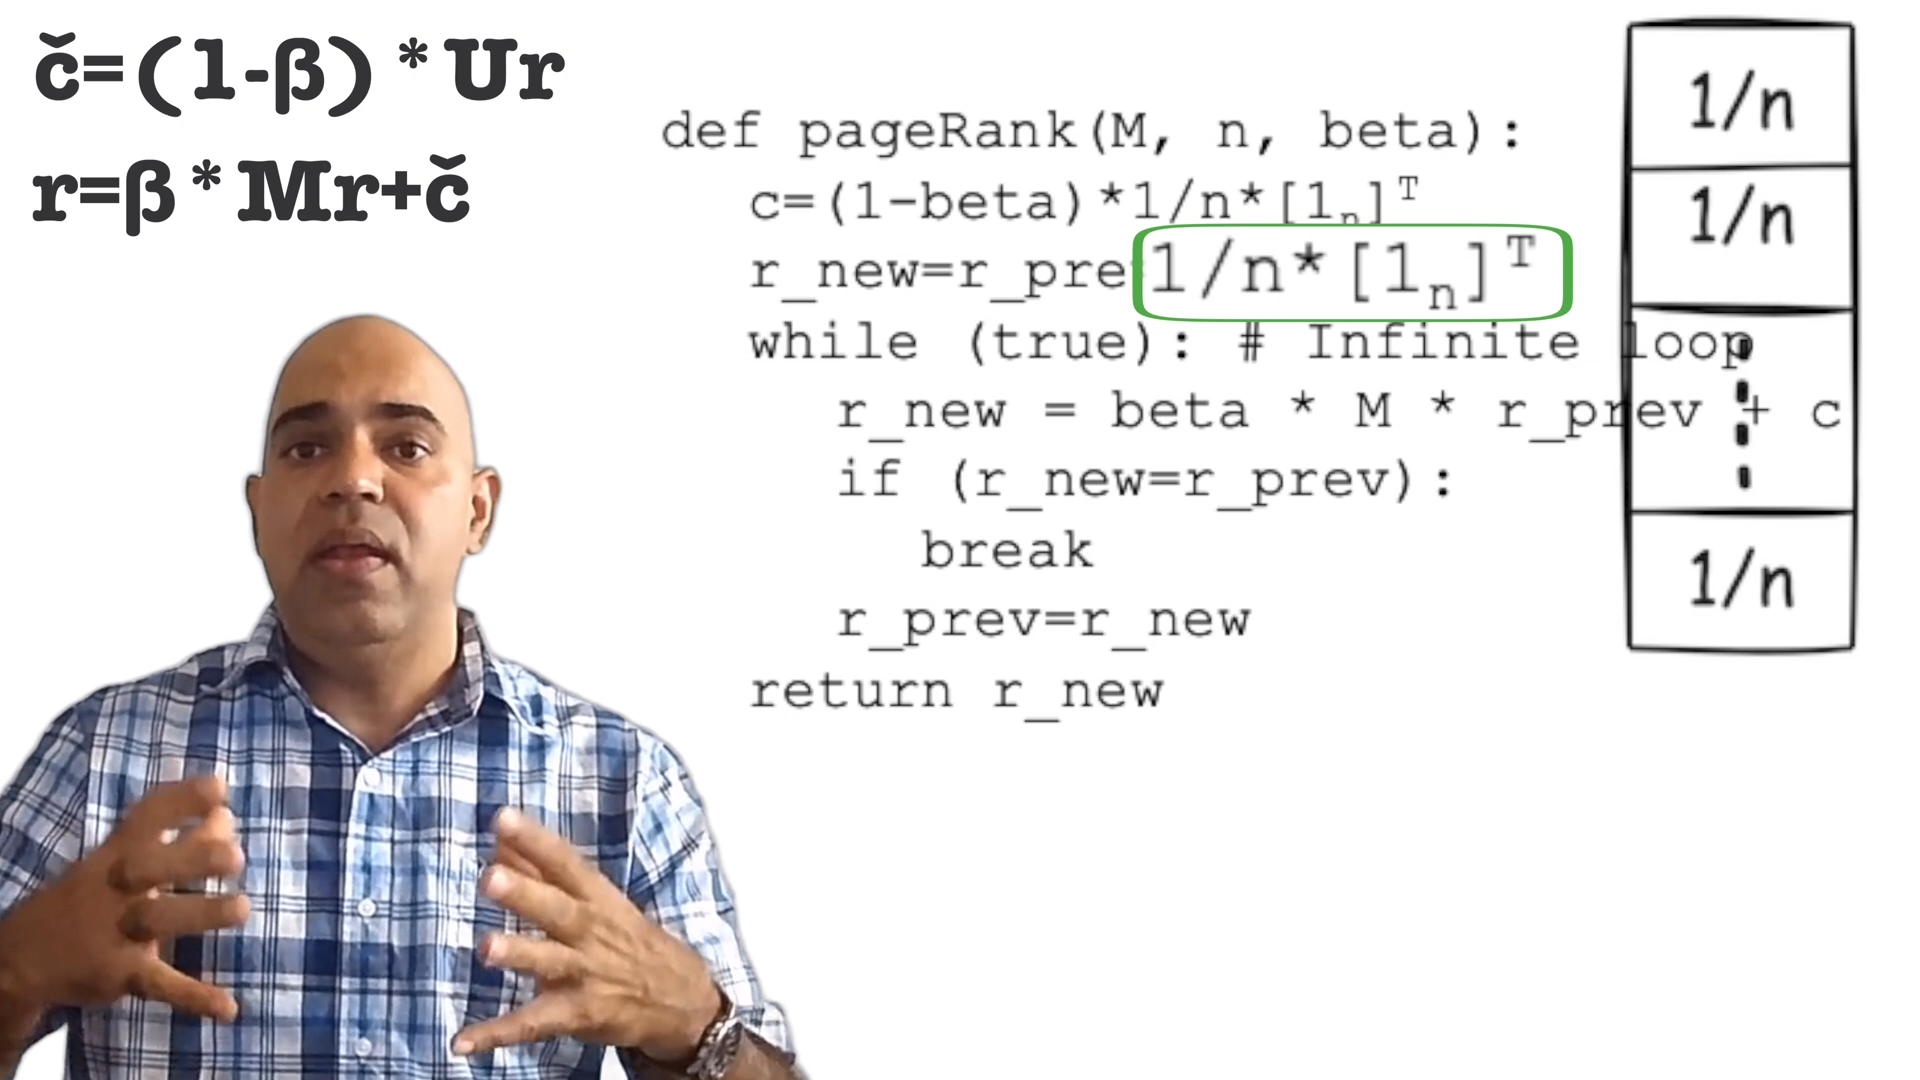 č=(1-β)*Ur
r=β*Mr+č
def pageRank(M, n, beta):
c=(1-beta)*1/n*[1ₙ]ᵀ
r_new=r_pre
1/n*[1ₙ]ᵀ
while (true): # Infinite loop
r_new = beta * M * r_prev + c
if (r_new=r_prev):
break
r_prev=r_new
return r_new
1/n
1/n
1/n